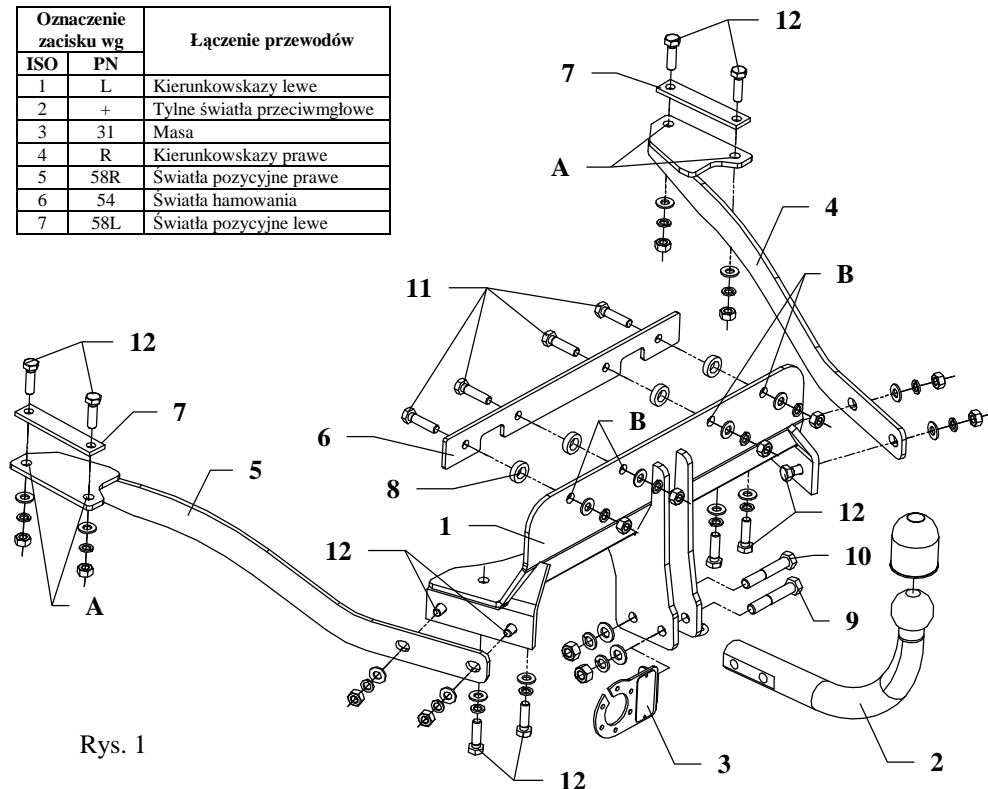 Oznaczenie zacisku wg Łączenie przewodów
ISO PN
1 L Kierunkowskazy lewe
2 + Tylne światła przeciwmgłowe
3 31 Masa
4 R Kierunkowskazy prawe
5 58R Światła pozycyjne prawe
6 54 Światła hamowania
7 58L Światła pozycyjne lewe
12
7
A
4
11
B
12
7
6
B
5
8
1
12
12
10
A
9
3
2
12
Rys. 1